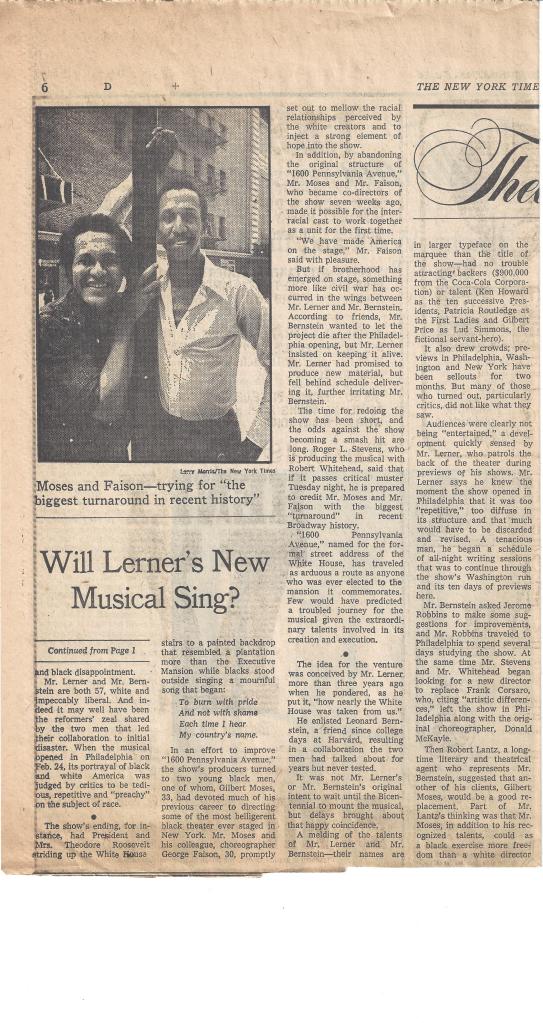 6
D
+
THE NEW YORK TIME
Larry Morris/The New York Times
Moses and Faison—trying for “the
biggest turnaround in recent history”
Will Lerner’s New
Musical Sing?
Continued from Page 1
and black disappointment.
Mr. Lerner and Mr. Bern-
stein are both 57, white and
impeccably liberal. And in-
deed it may well have been
the reformers’ zeal shared
by the two men that led
their collaboration to initial
disaster. When the musical
opened in Philadelphia on
Feb. 24, its portrayal of black
and white America was
judged by critics to be tedi-
ous, repetitive and “preachy”
on the subject of race.
●
The show’s ending, for in-
stance, had President and
Mrs. Theodore Roosevelt
striding up the White House
stairs to a painted backdrop
that resembled a plantation
more than the Executive
Mansion while blacks stood
outside singing a mournful
song that began:
To burn with pride
And not with shame
Each time I hear
My country’s name.
In an effort to improve
“1600 Pennsylvania Avenue,”
the show’s producers turned
to two young black men,
one of whom, Gilbert Moses,
33, had devoted much of his
previous career to directing
some of the most belligerent
black theater ever staged in
New York. Mr. Moses and
his colleague, choreographer
George Faison, 30, promptly
set out to mellow the racial
relationships perceived by
the white creators and to
inject a strong element of
hope into the show.
In addition, by abandoning
the original structure of
“1600 Pennsylvania Avenue,”
Mr. Moses and Mr. Faison,
who became co-directors of
the show seven weeks ago,
made it possible for the inter-
racial cast to work together
as a unit for the first time.
“We have made America
on the stage,” Mr. Faison
said with pleasure.
But if brotherhood has
emerged on stage, something
more like civil war has oc-
curred in the wings between
Mr. Lerner and Mr. Bernstein.
According to friends, Mr.
Bernstein wanted to let the
project die after the Philadel-
phia opening, but Mr. Lerner
insisted on keeping it alive.
Mr. Lerner had promised to
produce new material, but
fell behind schedule deliver-
ing it, further irritating Mr.
Bernstein.
The time for redoing the
show has been short, and
the odds against the show
becoming a smash hit are
long. Roger L. Stevens, who
is producing the musical with
Robert Whitehead, said that
if it passes critical muster
Tuesday night, he is prepared
to credit Mr. Moses and Mr.
Faison with the biggest
“turnaround” in recent
Broadway history.
“1600 Pennsylvania
Avenue,” named for the for-
mal street address of the
White House, has traveled
as arduous a route as anyone
who was ever elected to the
mansion it commemorates.
Few would have predicted
a troubled journey for the
musical given the extraordi-
nary talents involved in its
creation and execution.
●
The idea for the venture
was conceived by Mr. Lerner
more than three years ago
when he pondered, as he
put it, “how nearly the White
House was taken from us.”
He enlisted Leonard Bern-
stein, a friend since college
days at Harvard, resulting
in a collaboration the two
men had talked about for
years but never tested.
It was not Mr. Lerner’s
or Mr. Bernstein’s original
intent to wait until the Bicen-
tennial to mount the musical,
but delays brought about
that happy coincidence.
A melding of the talents
of Mr. Lerner and Mr.
Bernstein—their names are
in larger typeface on the
marquee than the title of
the show—had no trouble
attracting backers ($900,000
from the Coca-Cola Corpora-
tion) or talent (Ken Howard
as the ten successive Pres-
idents, Patricia Routledge as
the First Ladies and Gilbert
Price as Lud Simmons, the
fictional servant-hero).
It also drew crowds; pre-
views in Philadelphia, Wash-
ington and New York have
been sellouts for two
months. But many of those
who turned out, particularly
critics, did not like what they
saw.
Audiences were clearly not
being “entertained,” a devel-
opment quickly sensed by
Mr. Lerner, who patrols the
back of the theater during
previews of his shows. Mr.
Lerner says he knew the
moment the show opened in
Philadelphia that it was too
“repetitive,” too diffuse in
its structure and that much
would have to be discarded
and revised. A tenacious
man, he began a schedule
of all-night writing sessions
that was to continue through
the show’s Washington run
and its ten days of previews
here.
Mr. Bernstein asked Jerome
Robbins to make some sug-
gestions for improvements,
and Mr. Robbins traveled to
Philadelphia to spend several
days studying the show. At
the same time Mr. Stevens
and Mr. Whitehead began
looking for a new director
to replace Frank Corsaro,
who, citing “artistic differen-
ces,” left the show in Phil-
adelphia along with the orig-
inal choreographer, Donald
McKayle.
Then Robert Lantz, a long-
time literary and theatrical
agent who represents Mr.
Bernstein, suggested that an-
other of his clients, Gilbert
Moses, would be a good re-
placement. Part of Mr.
Lantz’s thinking was that Mr.
Moses, in addition to his rec-
ognized talents, could as
a black exercise more free-
dom than a white director